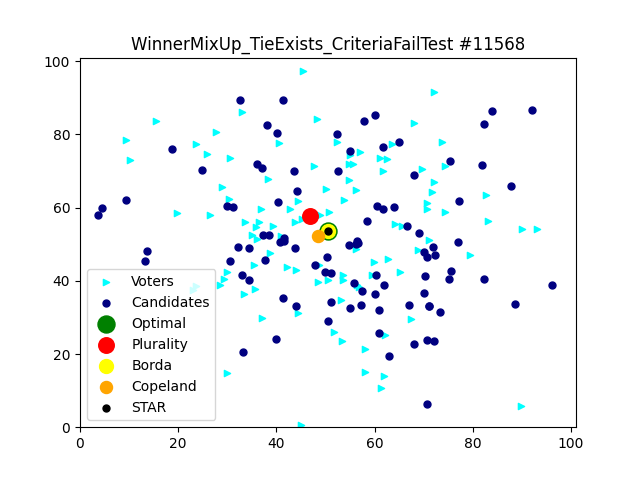 WinnerMixUp_TieExists_CriteriaFailTest #11568
100
80
60
40
20
0
Voters
Candidates
Optimal
Plurality
Borda
Copeland
STAR
0 20 40 60 80 100